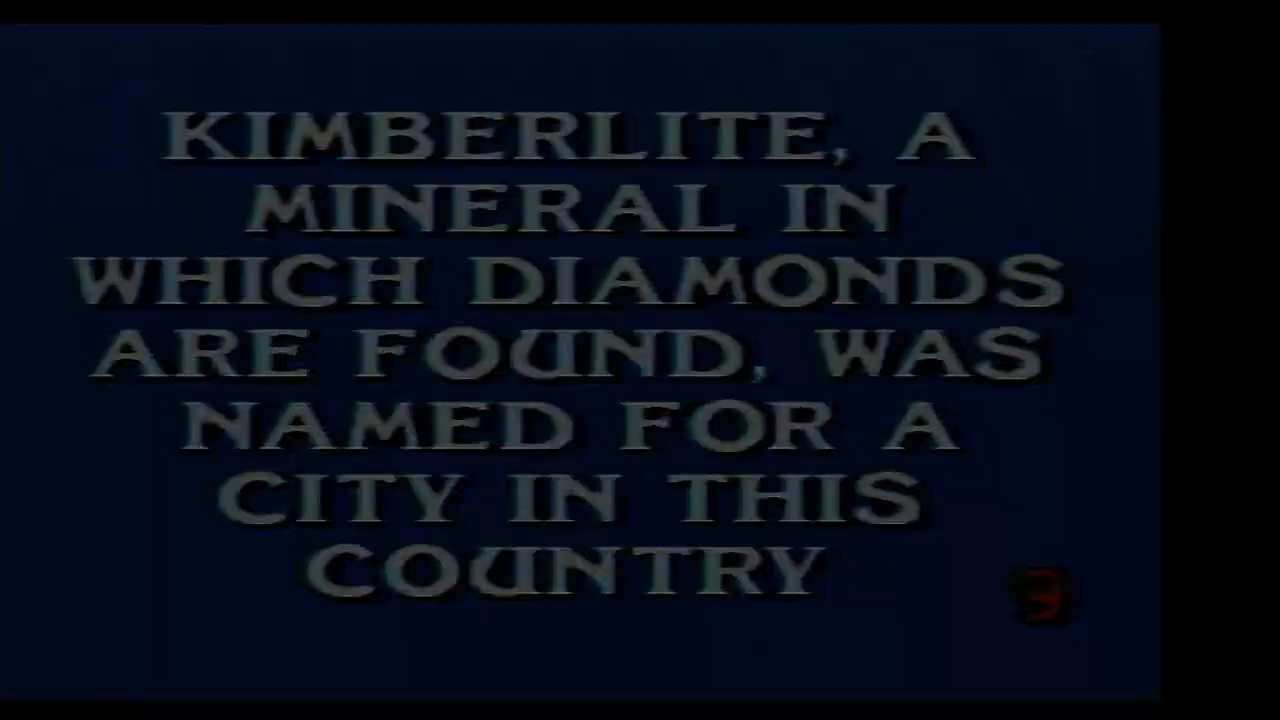 KIMBERLITE, A
MINERAL IN
WHICH DIAMONDS
ARE FOUND, WAS
NAMED FOR A
CITY IN THIS
COUNTRY